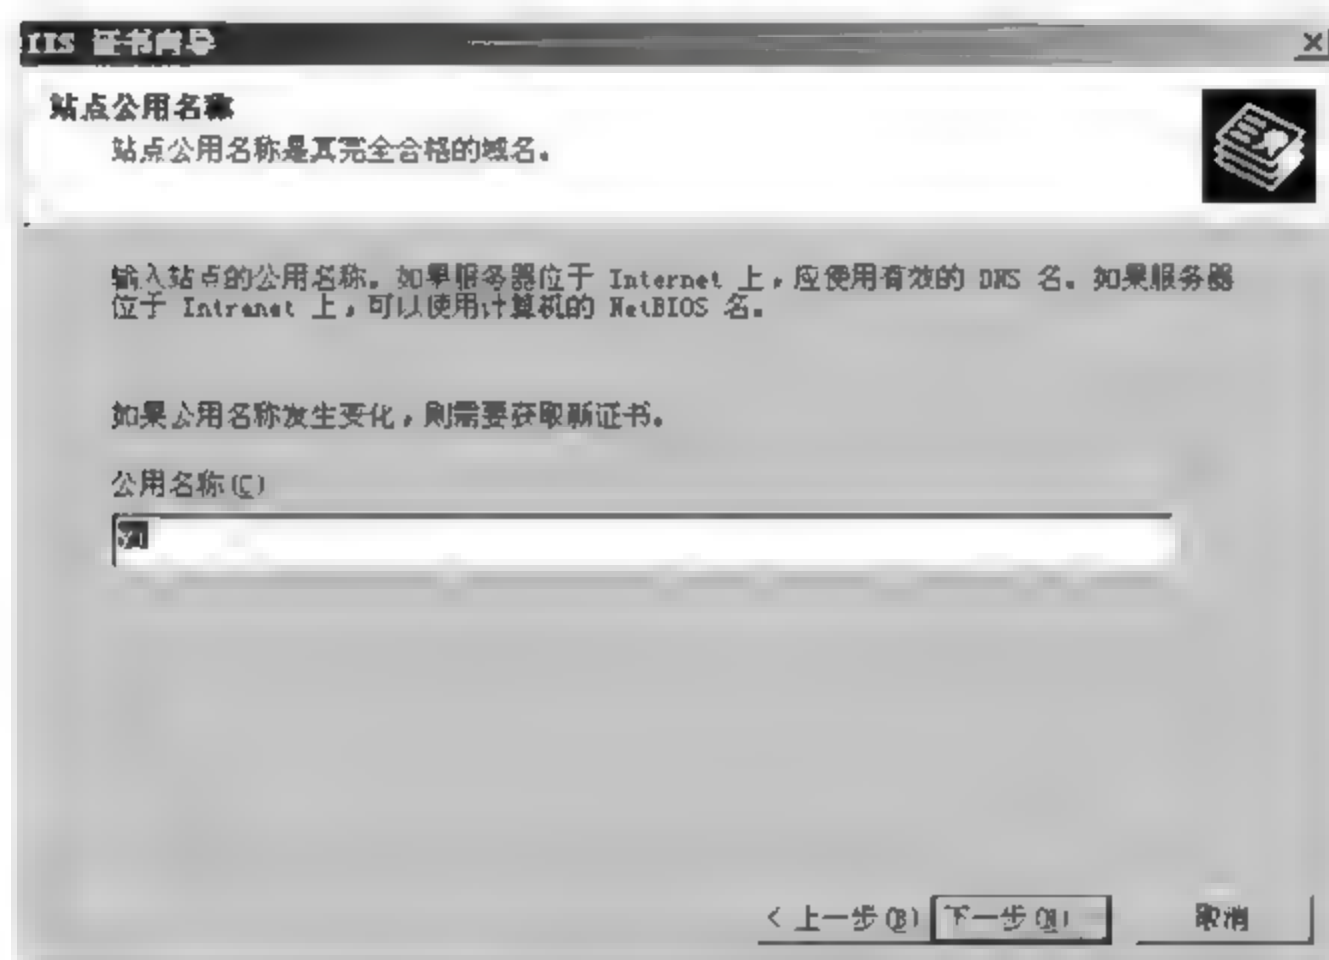 IIS 证书向导
站点公用名称
站点公用名称是其完全合格的域名。
输入站点的公用名称。如果服务器位于 Internet 上，应使用有效的 DNS 名。如果服务器
位于 Intranet 上，可以使用计算机的 NetBIOS 名。
如果公用名称发生变化，则需要获取新证书。
公用名称(C)
< 上一步(B) 下一步(N) 取消